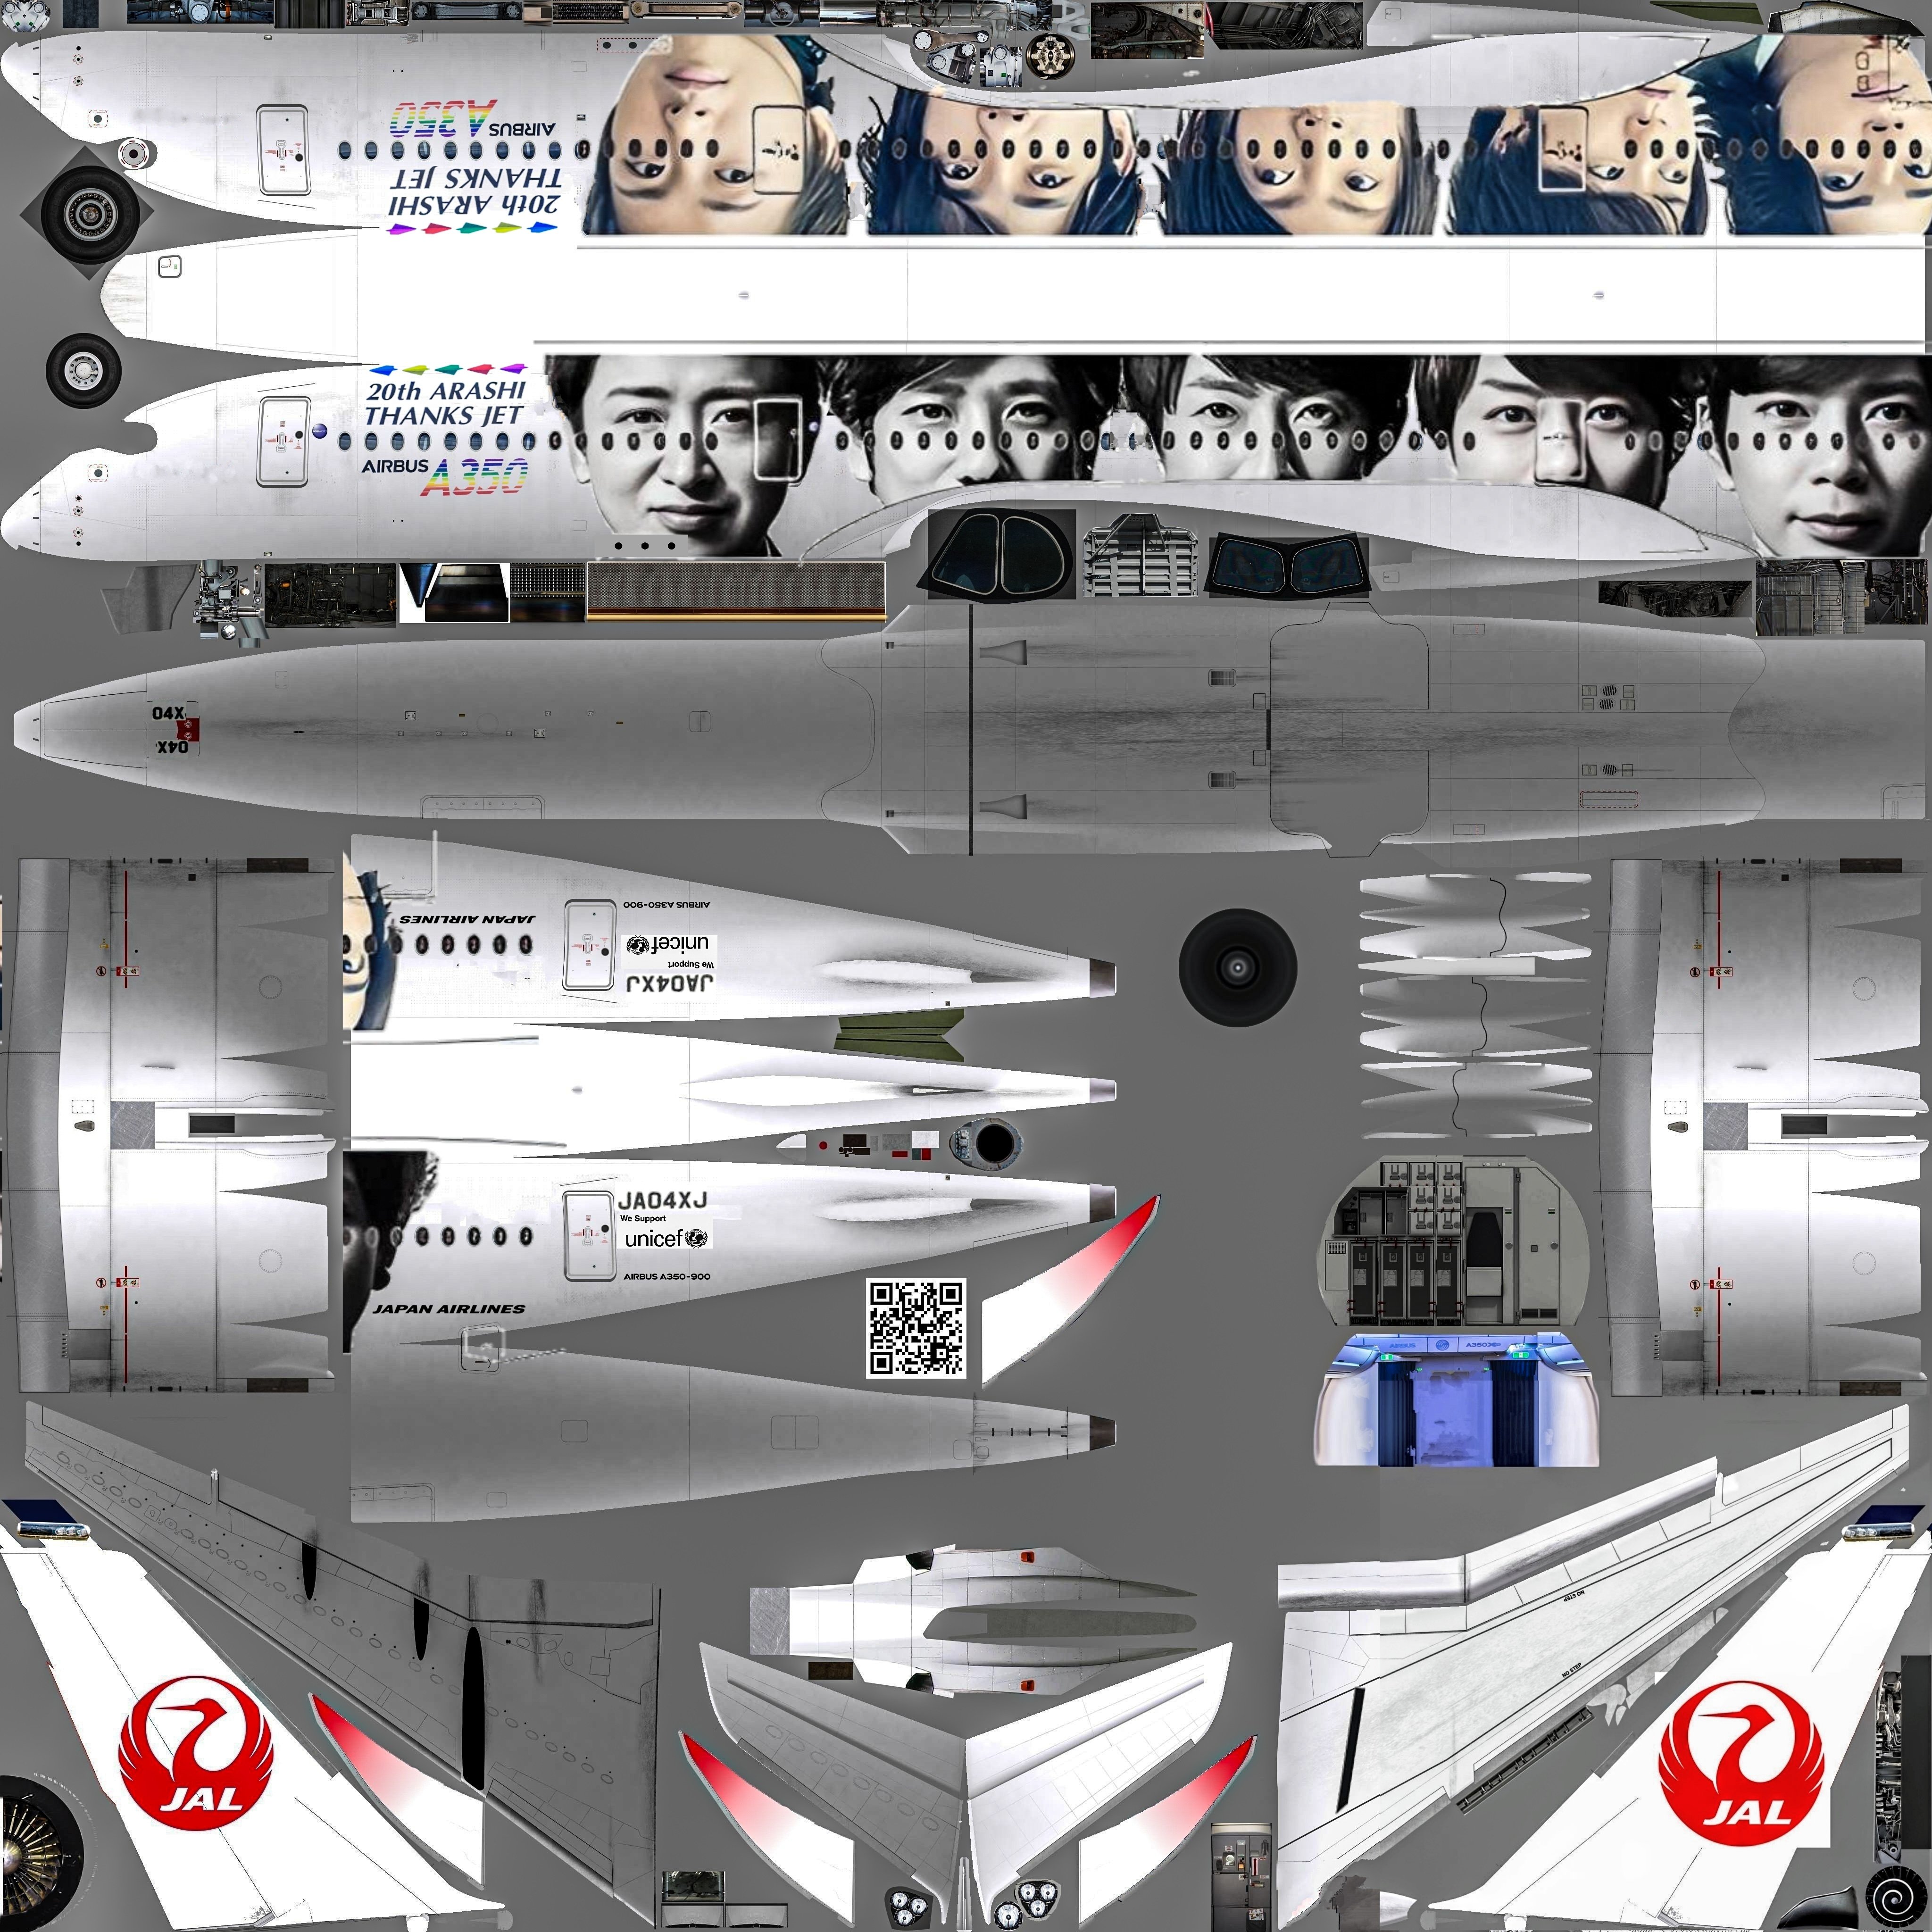 AIRBUS
A350
THANKS JET
20th ARASHI
20th ARASHI
THANKS JET
AIRBUS
A350
04X
04X
AIRBUS A350-900
JAPAN AIRLINES
unicef
We Support
JA04XJ
JA04XJ
We Support
unicef
AIRBUS A350-900
JAPAN AIRLINES
AIRBUS
NO STEP
NO STEP
JAL
JAL